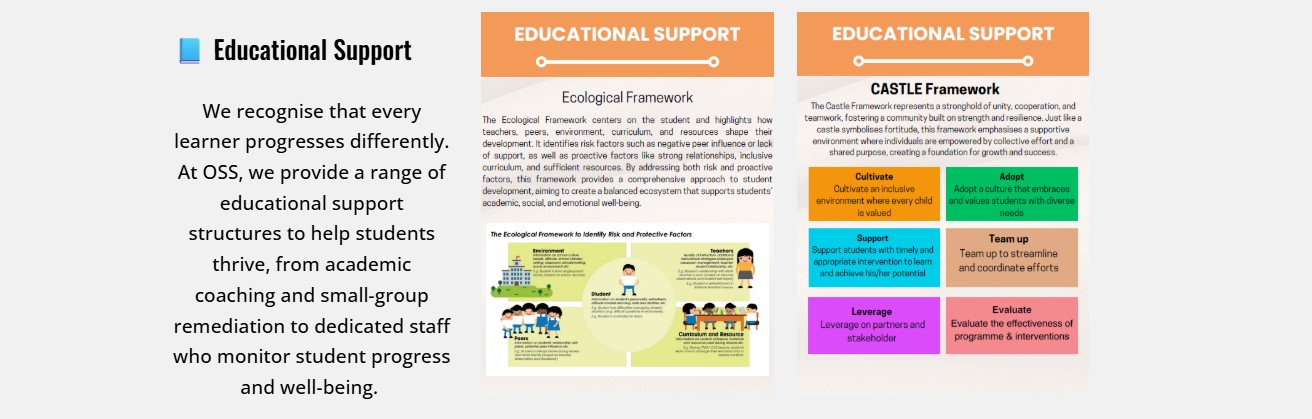 Educational Support
We recognise that every
learner progresses differently.
At OSS, we provide a range of
educational support
structures to help students
thrive, from academic
coaching and small-group
remediation to dedicated staff
who monitor student progress
and well-being.
EDUCATIONAL SUPPORT
Ecological Framework
The Ecological Framework centers on the student and highlights how
teachers, peers, environment, curriculum, and resources shape their
development. It identifies risk factors such as negative peer influence or lack
of support, as well as proactive factors like strong relationships, inclusive
curriculum, and sufficient resources. By addressing both risk and proactive
factors, this framework provides a comprehensive approach to student
development, aiming to create a balanced ecosystem that supports students'
academic, social, and emotional well-being.
The Ecological Framework to Identify Risk and Protective Factors
Environment
Teachers
Student
Peers
Curriculum and Resource
EDUCATIONAL SUPPORT
CASTLE Framework
The Castle Framework represents a stronghold of unity, cooperation, and
teamwork, fostering a community built on strength and resilience. Just like a
castle symbolises fortitude, this framework emphasises a supportive
environment where individuals are empowered by collective effort and a
shared purpose, creating a foundation for growth and success.
Cultivate
Cultivate an inclusive
environment where every child
is valued
Adopt
Adopt a culture that embraces
and values students with diverse
needs
Support
Support students with timely and
appropriate intervention to learn
and achieve his/her potential
Team up
Team up to streamline
and coordinate efforts
Leverage
Leverage on partners and
stakeholder
Evaluate
Evaluate the effectiveness of
programme & interventions